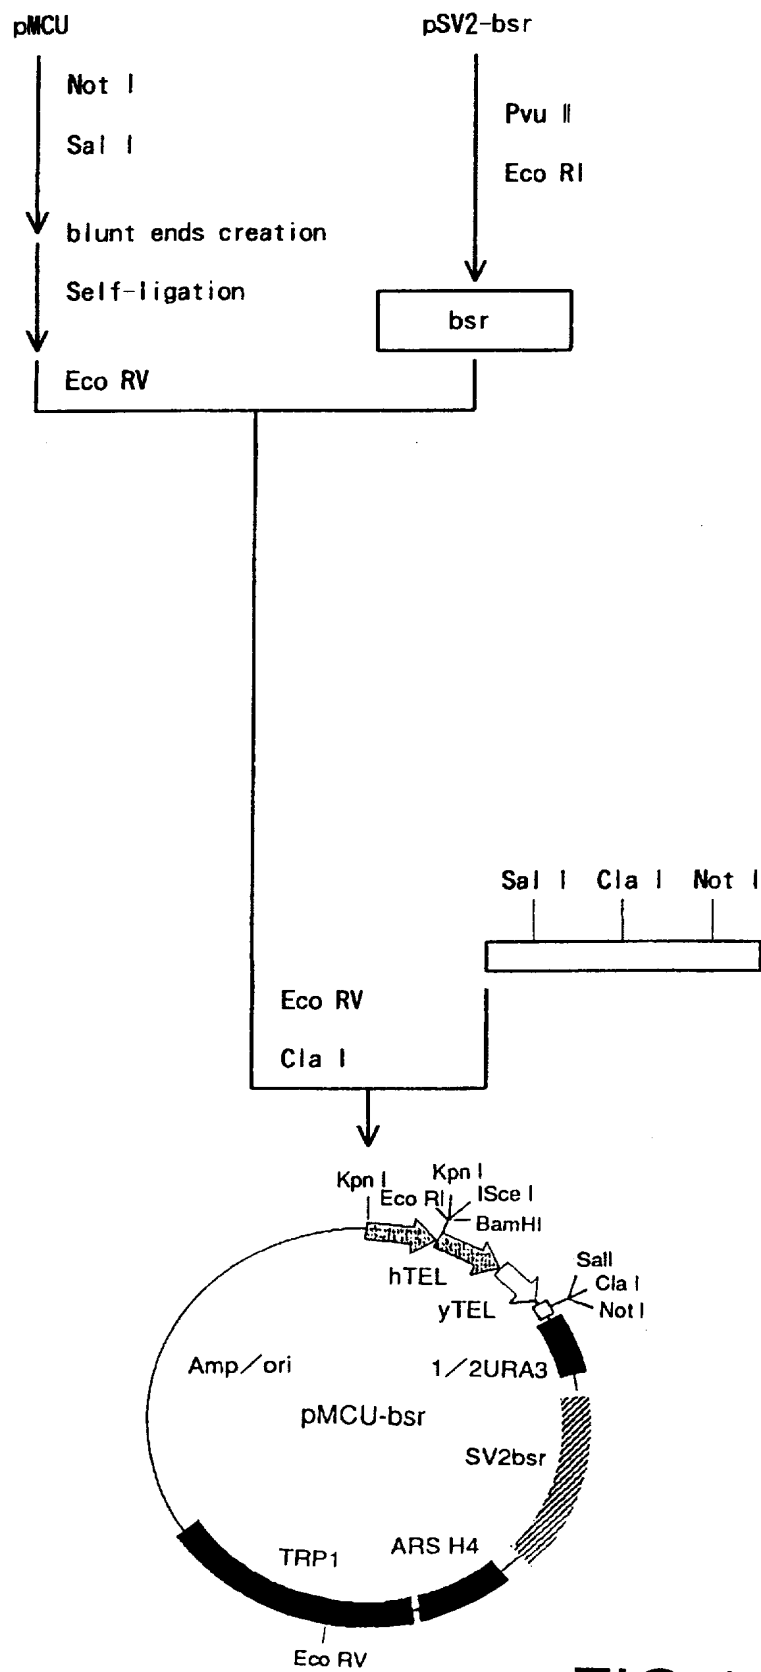 pMCU
pSV2-bsr
Not I
Sal I
Pvu II
Eco RI
blunt ends creation
Self-ligation
bsr
Eco RV
Sal I Cla I Not I
Eco RV
Cla I
Kpn I
Eco RI
Kpn I
ISce I
BamHI
hTEL
yTEL
SalI
Cla I
Not I
Amp/ori
1/2URA3
pMCU-bsr
SV2bsr
TRP1
ARS H4
Eco RV